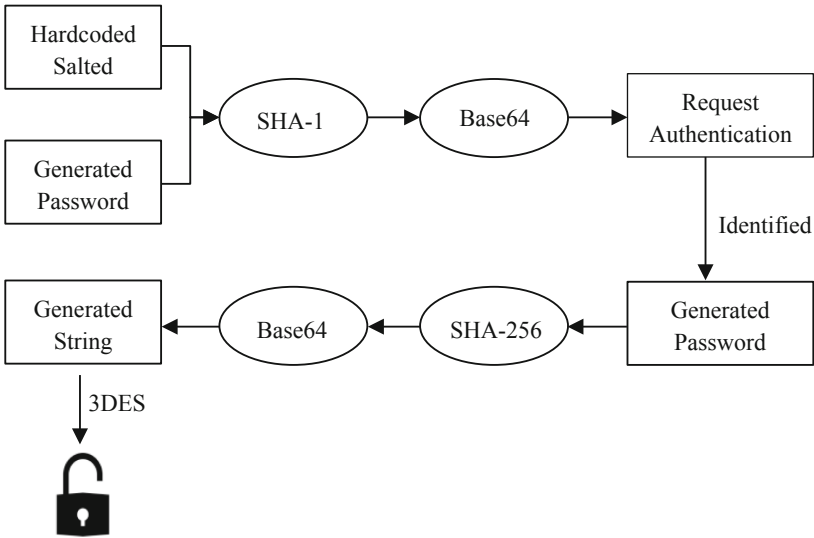 Hardcoded
Salted
SHA-1
Base64
Request
Authentication
Generated
Password
Identified
Generated
String
Base64
SHA-256
Generated
Password
3DES